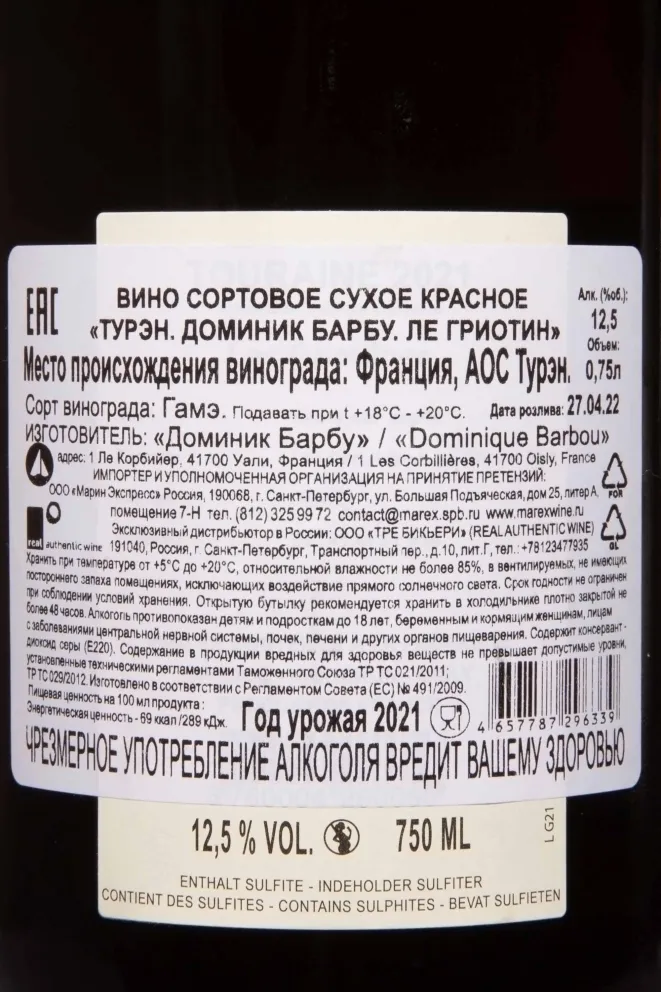 TOURAINE 2021
EAC
ВИНО СОРТОВОЕ СУХОЕ КРАСНОЕ
«ТУРЭН. ДОМИНИК БАРБУ. ЛЕ ГРИОТИН»
Алк. (%об.):
12,5
Объем:
0,75л
Место происхождения винограда: Франция, АОС Турэн.
Сорт винограда: Гамэ. Подавать при t +18°C - +20°C.
Дата розлива: 27.04.22
ИЗГОТОВИТЕЛЬ: «Доминик Барбу» / «Dominique Barbou»
адрес: 1 Ле Корбийер, 41700 Уали, Франция / 1 Les Corbillières, 41700 Oisly, France
ИМПОРТЕР И УПОЛНОМОЧЕННАЯ ОРГАНИЗАЦИЯ НА ПРИНЯТИЕ ПРЕТЕНЗИЙ:
ООО «Марин Экспресс» Россия, 190068, г. Санкт-Петербург, ул. Большая Подъяческая, дом 25, литер А,
помещение 7-Н тел. (812) 325 99 72 contact@marex.spb.ru www.marexwine.ru
FOR
Эксклюзивный дистрибьютор в России: ООО «ТРЕ БИКЬЕРИ» (REAL AUTHENTIC WINE)
real authentic wine
191040, Россия, г. Санкт-Петербург, Транспортный пер., д.10, лит.Г, тел.: +78123477935
GL
Хранить при температуре от +5°C до +20°C, относительной влажности не более 85%, в вентилируемых, не имеющих
постороннего запаха помещениях, исключающих воздействие прямого солнечного света. Срок годности не ограничен
при соблюдении условий хранения. Открытую бутылку рекомендуется хранить в холодильнике плотно закрытой не
более 48 часов. Алкоголь противопоказан детям и подросткам до 18 лет, беременным и кормящим женщинам, лицам
с заболеваниями центральной нервной системы, почек, печени и других органов пищеварения. Содержит консервант -
диоксид серы (E220). Содержание в продукции вредных для здоровья веществ не превышает допустимые уровни,
установленные техническими регламентами Таможенного Союза ТР ТС 021/2011;
ТР ТС 029/2012. Изготовлено в соответствии с Регламентом Совета (ЕС) № 491/2009.
Пищевая ценность на 100 мл продукта:
Энергетическая ценность - 69 ккал /289 кДж.
Год урожая 2021
4 657787 296339
ЧРЕЗМЕРНОЕ УПОТРЕБЛЕНИЕ АЛКОГОЛЯ ВРЕДИТ ВАШЕМУ ЗДОРОВЬЮ
12,5 % VOL.
750 ML
L G21
ENTHALT SULFITE - INDEHOLDER SULFITER
CONTIENT DES SULFITES - CONTAINS SULPHITES - BEVAT SULFIETEN